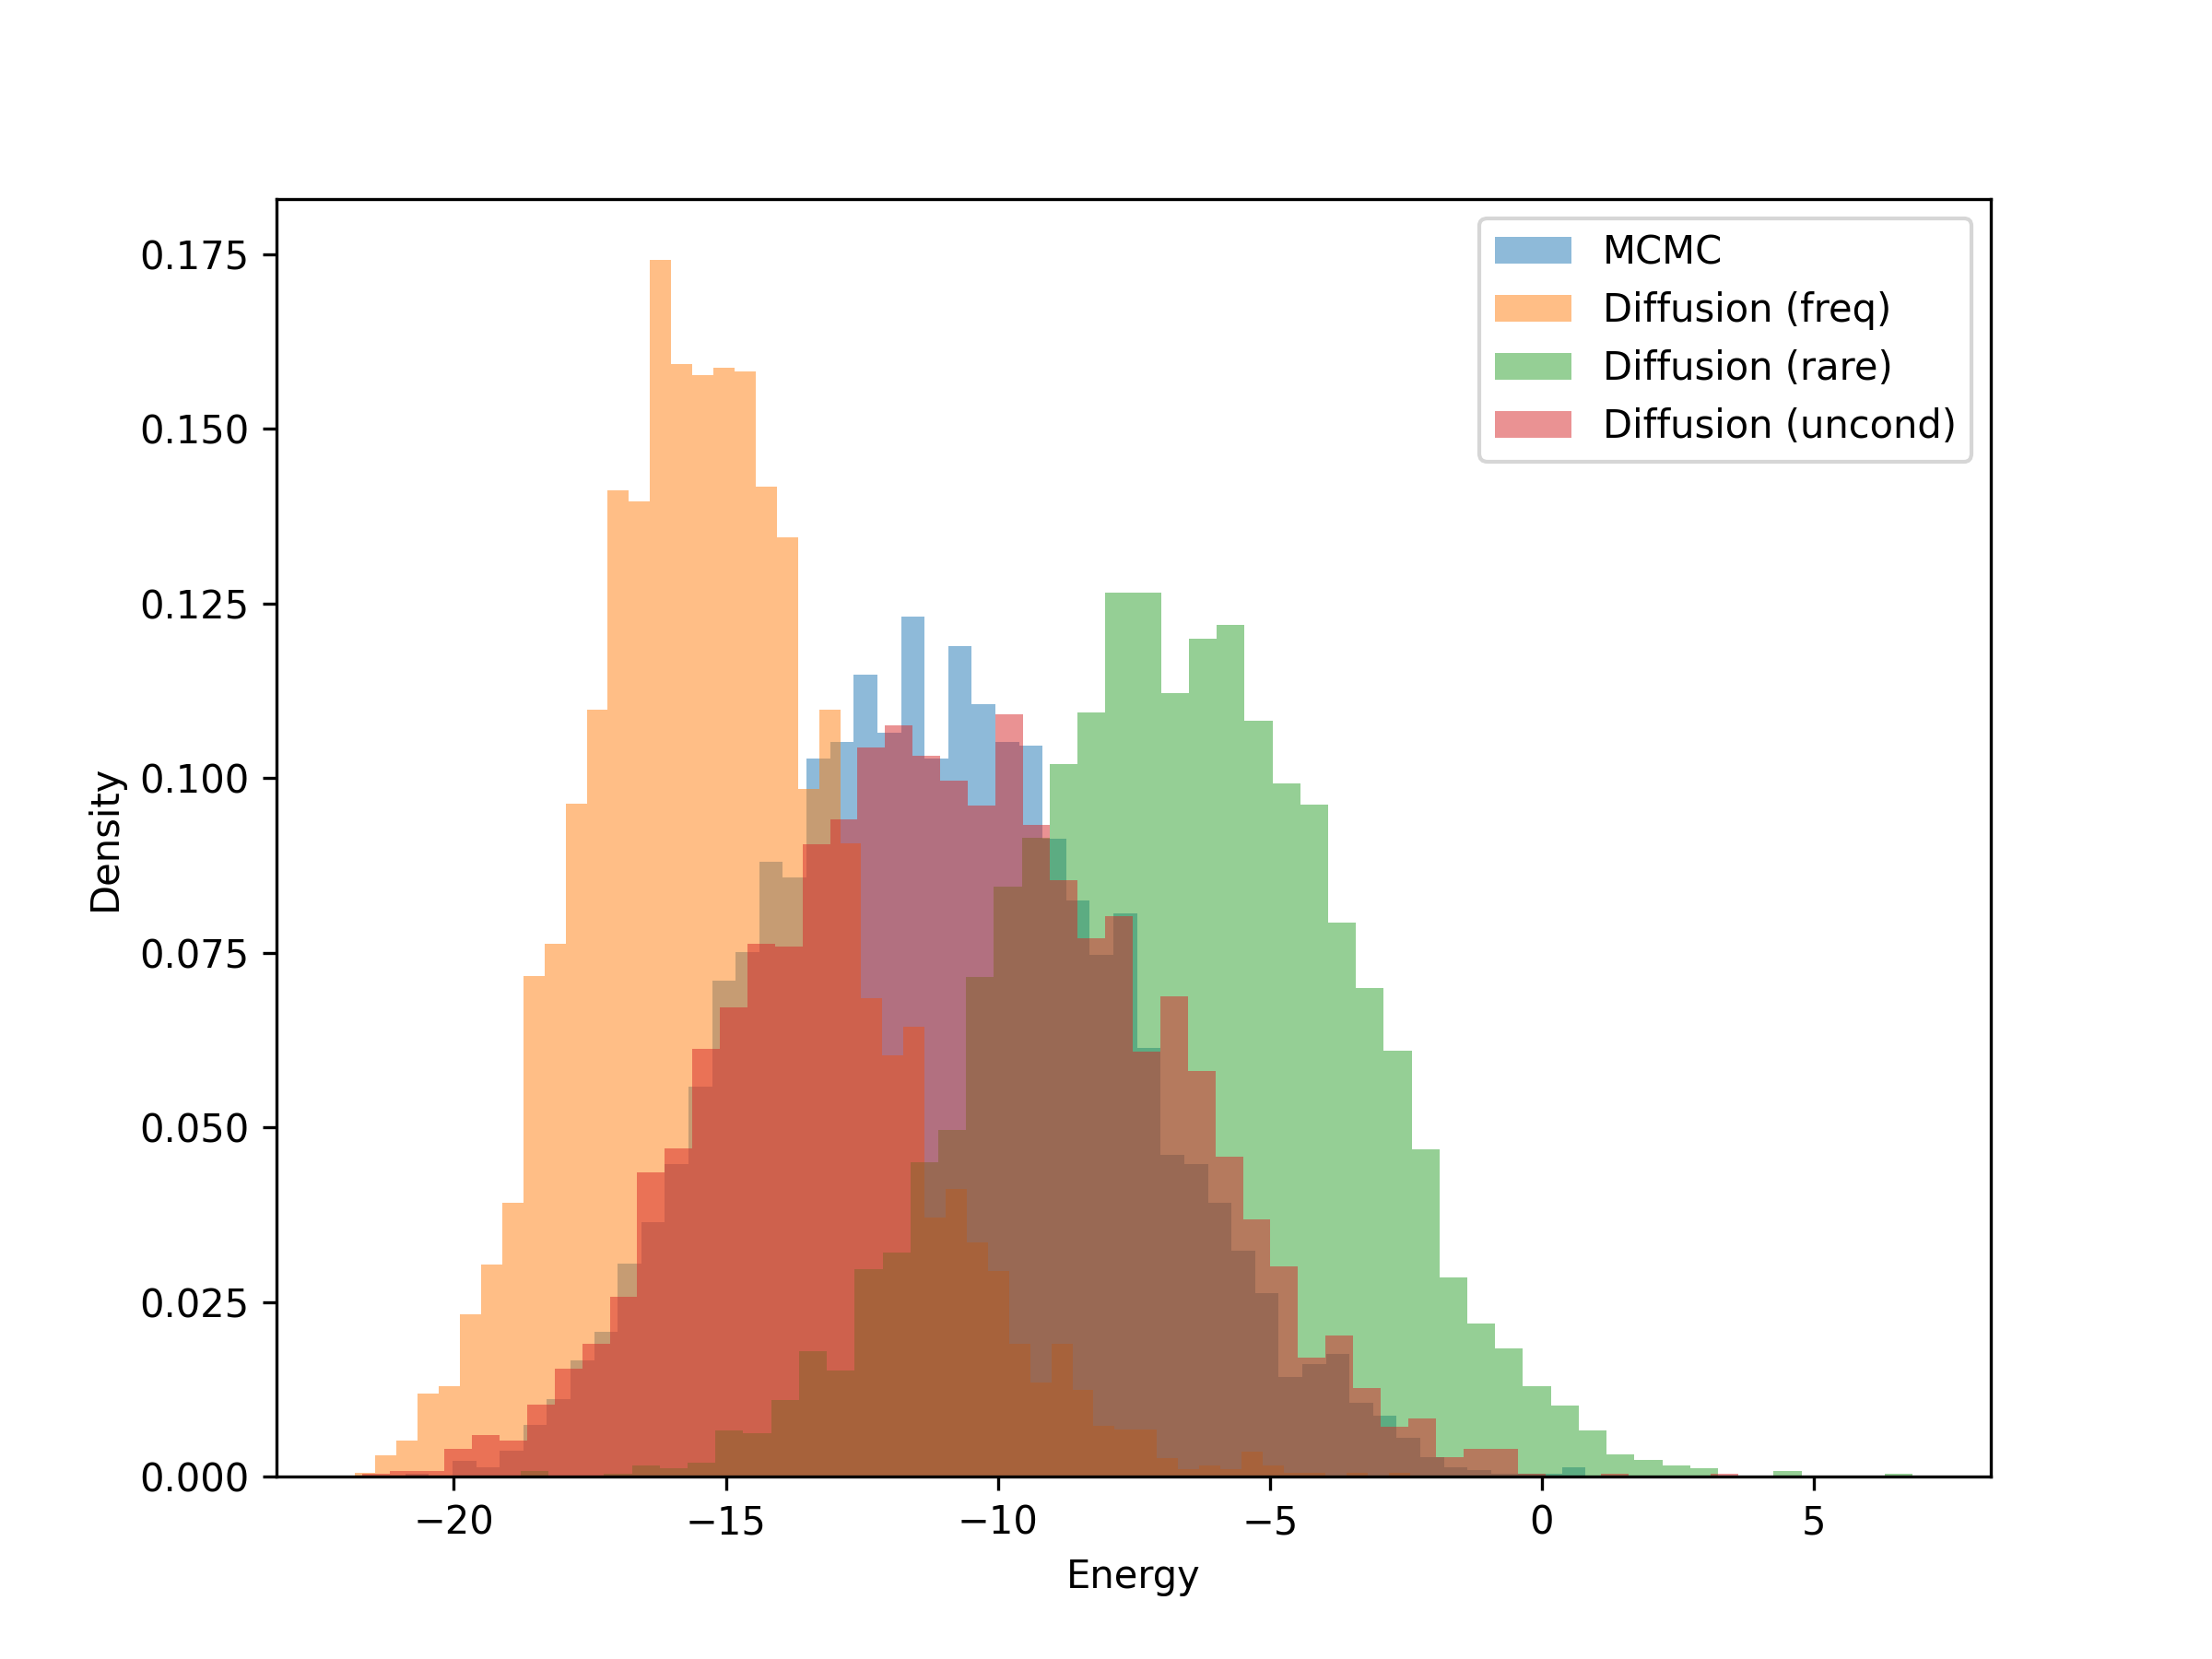 MCMC
Diffusion (freq)
Diffusion (rare)
Diffusion (uncond)
0.175
0.150
0.125
0.100
0.075
0.050
0.025
0.000
Density
−20 −15 −10 −5 0 5
Energy